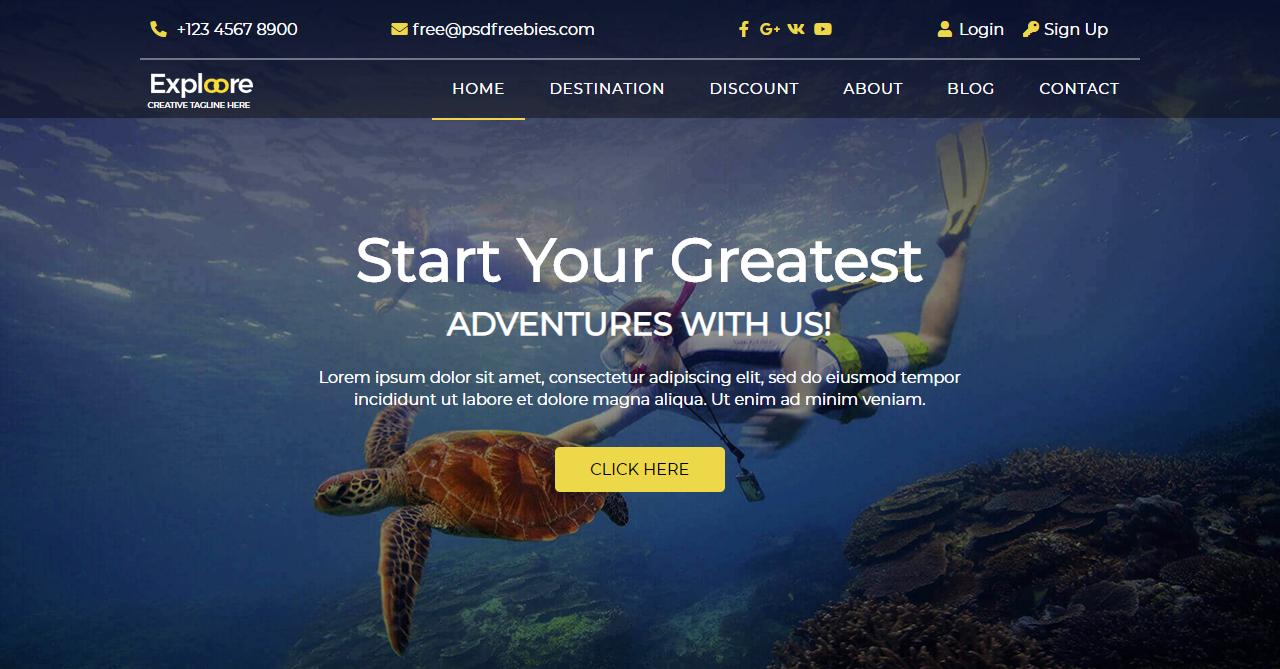 +123 4567 8900 free@psdfreebies.com Login Sign Up
Exploore
CREATIVE TAGLINE HERE
HOME DESTINATION DISCOUNT ABOUT BLOG CONTACT
Start Your Greatest
ADVENTURES WITH US!
Lorem ipsum dolor sit amet, consectetur adipiscing elit, sed do eiusmod tempor
incididunt ut labore et dolore magna aliqua. Ut enim ad minim veniam.
CLICK HERE